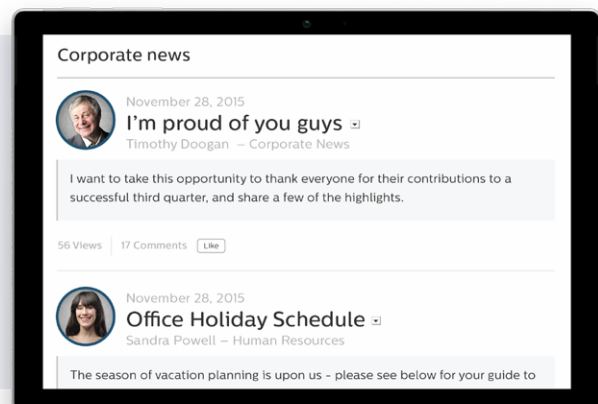 Corporate news
November 28, 2015
I'm proud of you guys
Timothy Doogan – Corporate News
I want to take this opportunity to thank everyone for their contributions to a
successful third quarter, and share a few of the highlights.
56 Views 17 Comments Like
November 28, 2015
Office Holiday Schedule
Sandra Powell – Human Resources
The season of vacation planning is upon us - please see below for your guide to